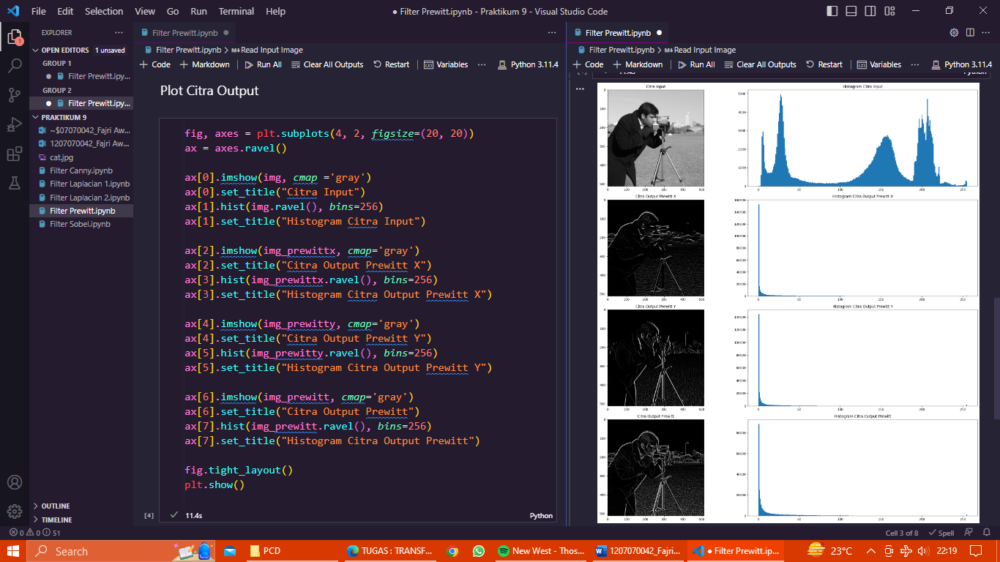 File Edit Selection View Go Run Terminal Help
● Filter Prewitt.ipynb - Praktikum 9 - Visual Studio Code
EXPLORER
OPEN EDITORS 1 unsaved
GROUP 1
Filter Prewitt.ipy...
GROUP 2
Filter Prewitt.ipy...
PRAKTIKUM 9
~$07070042_Fajri Aw...
1207070042_Fajri Aw...
cat.jpg
Filter Canny.ipynb
Filter Laplacian 1.ipynb
Filter Laplacian 2.ipynb
Filter Prewitt.ipynb
Filter Sobel.ipynb
OUTLINE
TIMELINE
Filter Prewitt.ipynb
Filter Prewitt.ipynb > M↓Read Input Image
Code Markdown Run All Clear All Outputs Restart Variables ... Python 3.11.4
Plot Citra Output
fig, axes = plt.subplots(4, 2, figsize=(20, 20))
ax = axes.ravel()
ax[0].imshow(img, cmap ='gray')
ax[0].set_title("Citra Input")
ax[1].hist(img.ravel(), bins=256)
ax[1].set_title("Histogram Citra Input")
ax[2].imshow(img_prewittx, cmap='gray')
ax[2].set_title("Citra Output Prewitt X")
ax[3].hist(img_prewittx.ravel(), bins=256)
ax[3].set_title("Histogram Citra Output Prewitt X")
ax[4].imshow(img_prewitty, cmap='gray')
ax[4].set_title("Citra Output Prewitt Y")
ax[5].hist(img_prewitty.ravel(), bins=256)
ax[5].set_title("Histogram Citra Output Prewitt Y")
ax[6].imshow(img_prewitt, cmap='gray')
ax[6].set_title("Citra Output Prewitt")
ax[7].hist(img_prewitt.ravel(), bins=256)
ax[7].set_title("Histogram Citra Output Prewitt")
fig.tight_layout()
plt.show()
[4] 11.4s Python
Filter Prewitt.ipynb ●
Filter Prewitt.ipynb > M↓Read Input Image
Code Markdown Run All Clear All Outputs Restart Variables ... Python 3.11.4
Citra Input
Histogram Citra Input
Citra Output Prewitt X
Histogram Citra Output Prewitt X
Citra Output Prewitt Y
Histogram Citra Output Prewitt Y
Citra Output Prewitt
Histogram Citra Output Prewitt
0 0 51 Cell 3 of 8 Spell
Search
PCD
TUGAS : TRANSF...
New West - Thos...
1207070042_Fajri...
● Filter Prewitt.ip...
23°C
22:19